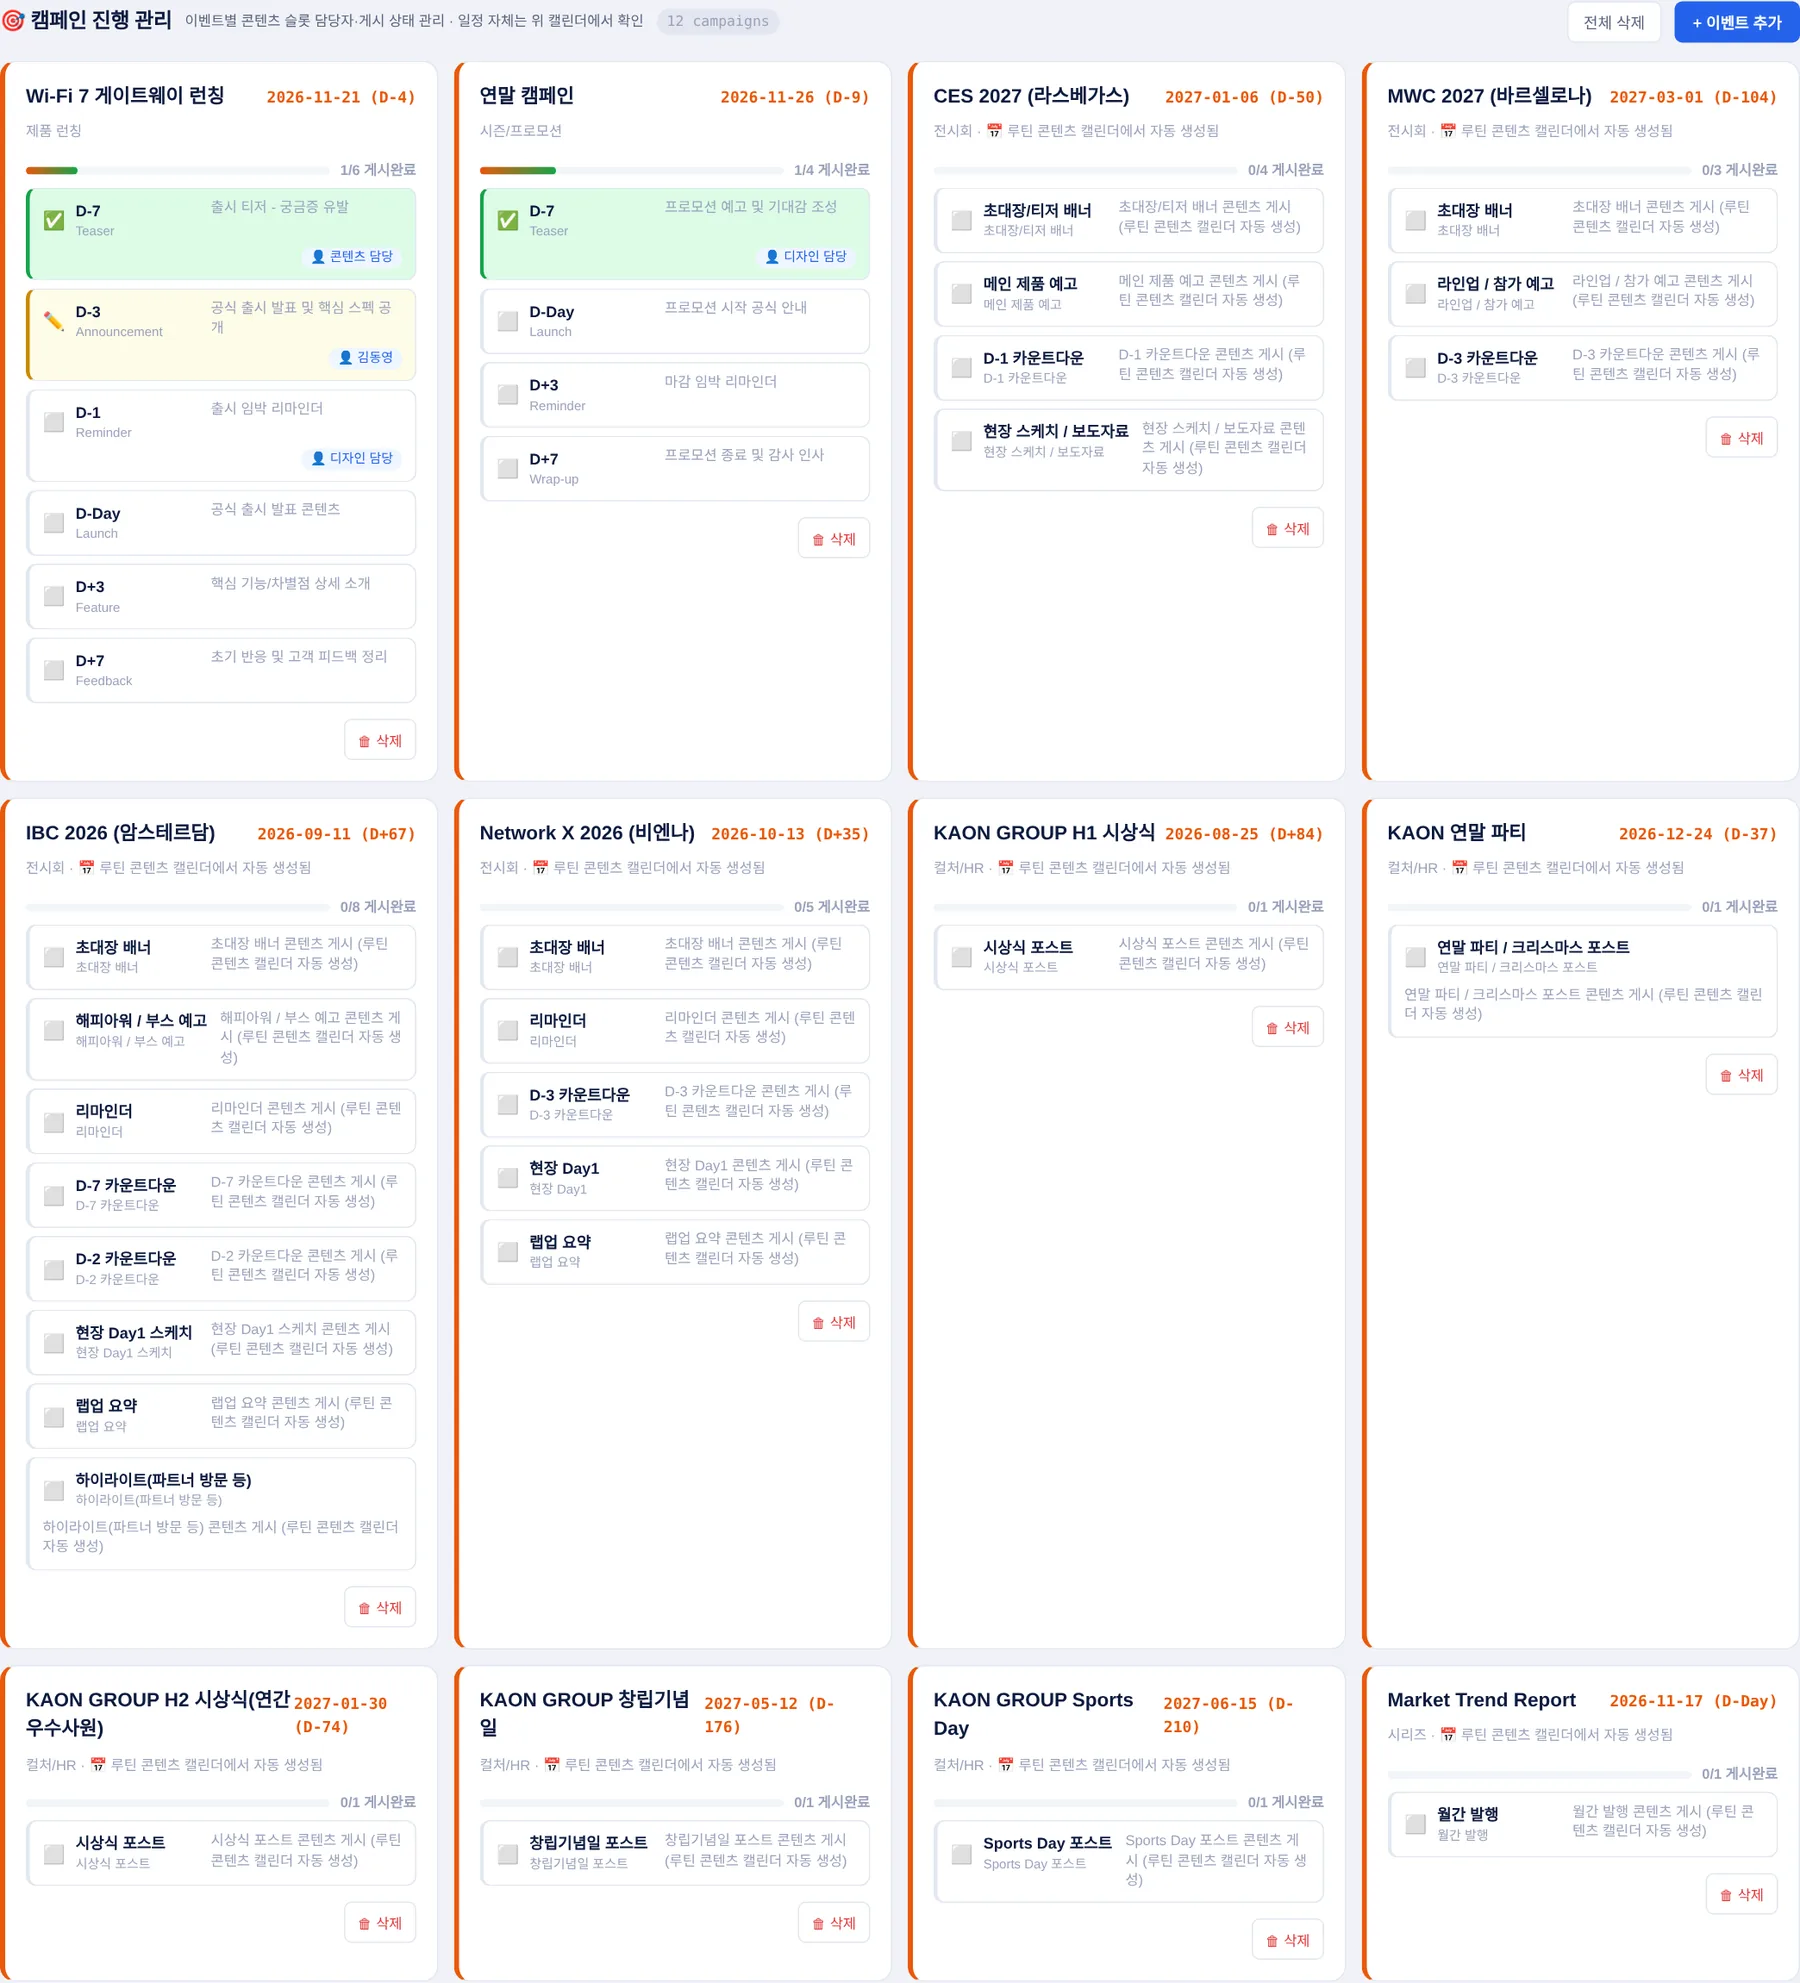 🎯 캠페인 진행 관리 이벤트별 콘텐츠 슬롯 담당자·게시 상태 관리 · 일정 자체는 위 캘린더에서 확인 12 campaigns 전체 삭제 + 이벤트 추가
Wi-Fi 7 게이트웨이 런칭 2026-11-21 (D-4)
제품 런칭
1/6 게시완료
✅ D-7 출시 티저 - 궁금증 유발
Teaser
👤 콘텐츠 담당
✏️ D-3 공식 출시 발표 및 핵심 스펙 공
개
Announcement
👤 김동영
D-1 출시 임박 리마인더
Reminder
👤 디자인 담당
D-Day 공식 출시 발표 콘텐츠
Launch
D+3 핵심 기능/차별점 상세 소개
Feature
D+7 초기 반응 및 고객 피드백 정리
Feedback
🗑 삭제
연말 캠페인 2026-11-26 (D-9)
시즌/프로모션
1/4 게시완료
✅ D-7 프로모션 예고 및 기대감 조성
Teaser
👤 디자인 담당
D-Day 프로모션 시작 공식 안내
Launch
D+3 마감 임박 리마인더
Reminder
D+7 프로모션 종료 및 감사 인사
Wrap-up
🗑 삭제
CES 2027 (라스베가스) 2027-01-06 (D-50)
전시회 · 📅 루틴 콘텐츠 캘린더에서 자동 생성됨
0/4 게시완료
초대장/티저 배너
초대장/티저 배너
초대장/티저 배너 콘텐츠 게시
(루틴 콘텐츠 캘린더 자동 생성)
메인 제품 예고
메인 제품 예고
메인 제품 예고 콘텐츠 게시 (루
틴 콘텐츠 캘린더 자동 생성)
D-1 카운트다운
D-1 카운트다운
D-1 카운트다운 콘텐츠 게시 (루
틴 콘텐츠 캘린더 자동 생성)
현장 스케치 / 보도자료
현장 스케치 / 보도자료
현장 스케치 / 보도자료 콘텐
츠 게시 (루틴 콘텐츠 캘린더
자동 생성)
🗑 삭제
MWC 2027 (바르셀로나) 2027-03-01 (D-104)
전시회 · 📅 루틴 콘텐츠 캘린더에서 자동 생성됨
0/3 게시완료
초대장 배너
초대장 배너
초대장 배너 콘텐츠 게시 (루틴
콘텐츠 캘린더 자동 생성)
라인업 / 참가 예고
라인업 / 참가 예고
라인업 / 참가 예고 콘텐츠 게시
(루틴 콘텐츠 캘린더 자동 생성)
D-3 카운트다운
D-3 카운트다운
D-3 카운트다운 콘텐츠 게시 (루
틴 콘텐츠 캘린더 자동 생성)
🗑 삭제
IBC 2026 (암스테르담) 2026-09-11 (D+67)
전시회 · 📅 루틴 콘텐츠 캘린더에서 자동 생성됨
0/8 게시완료
초대장 배너
초대장 배너
초대장 배너 콘텐츠 게시 (루틴
콘텐츠 캘린더 자동 생성)
해피아워 / 부스 예고
해피아워 / 부스 예고
해피아워 / 부스 예고 콘텐츠 게
시 (루틴 콘텐츠 캘린더 자동 생
성)
리마인더
리마인더
리마인더 콘텐츠 게시 (루틴 콘텐
츠 캘린더 자동 생성)
D-7 카운트다운
D-7 카운트다운
D-7 카운트다운 콘텐츠 게시 (루
틴 콘텐츠 캘린더 자동 생성)
D-2 카운트다운
D-2 카운트다운
D-2 카운트다운 콘텐츠 게시 (루
틴 콘텐츠 캘린더 자동 생성)
현장 Day1 스케치
현장 Day1 스케치
현장 Day1 스케치 콘텐츠 게시
(루틴 콘텐츠 캘린더 자동 생성)
랩업 요약
랩업 요약
랩업 요약 콘텐츠 게시 (루틴 콘
텐츠 캘린더 자동 생성)
하이라이트(파트너 방문 등)
하이라이트(파트너 방문 등)
하이라이트(파트너 방문 등) 콘텐츠 게시 (루틴 콘텐츠 캘린더
자동 생성)
🗑 삭제
Network X 2026 (비엔나) 2026-10-13 (D+35)
전시회 · 📅 루틴 콘텐츠 캘린더에서 자동 생성됨
0/5 게시완료
초대장 배너
초대장 배너
초대장 배너 콘텐츠 게시 (루틴
콘텐츠 캘린더 자동 생성)
리마인더
리마인더
리마인더 콘텐츠 게시 (루틴 콘텐
츠 캘린더 자동 생성)
D-3 카운트다운
D-3 카운트다운
D-3 카운트다운 콘텐츠 게시 (루
틴 콘텐츠 캘린더 자동 생성)
현장 Day1
현장 Day1
현장 Day1 콘텐츠 게시 (루틴 콘
텐츠 캘린더 자동 생성)
랩업 요약
랩업 요약
랩업 요약 콘텐츠 게시 (루틴 콘
텐츠 캘린더 자동 생성)
🗑 삭제
KAON GROUP H1 시상식 2026-08-25 (D+84)
컬처/HR · 📅 루틴 콘텐츠 캘린더에서 자동 생성됨
0/1 게시완료
시상식 포스트
시상식 포스트
시상식 포스트 콘텐츠 게시 (루틴
콘텐츠 캘린더 자동 생성)
🗑 삭제
KAON 연말 파티 2026-12-24 (D-37)
컬처/HR · 📅 루틴 콘텐츠 캘린더에서 자동 생성됨
0/1 게시완료
연말 파티 / 크리스마스 포스트
연말 파티 / 크리스마스 포스트
연말 파티 / 크리스마스 포스트 콘텐츠 게시 (루틴 콘텐츠 캘린
더 자동 생성)
🗑 삭제
KAON GROUP H2 시상식(연간
우수사원)
2027-01-30
(D-74)
컬처/HR · 📅 루틴 콘텐츠 캘린더에서 자동 생성됨
0/1 게시완료
시상식 포스트
시상식 포스트
시상식 포스트 콘텐츠 게시 (루틴
콘텐츠 캘린더 자동 생성)
🗑 삭제
KAON GROUP 창립기념
일
2027-05-12 (D-
176)
컬처/HR · 📅 루틴 콘텐츠 캘린더에서 자동 생성됨
0/1 게시완료
창립기념일 포스트
창립기념일 포스트
창립기념일 포스트 콘텐츠 게시
(루틴 콘텐츠 캘린더 자동 생성)
🗑 삭제
KAON GROUP Sports
Day
2027-06-15 (D-
210)
컬처/HR · 📅 루틴 콘텐츠 캘린더에서 자동 생성됨
0/1 게시완료
Sports Day 포스트
Sports Day 포스트
Sports Day 포스트 콘텐츠 게
시 (루틴 콘텐츠 캘린더 자동 생
성)
🗑 삭제
Market Trend Report 2026-11-17 (D-Day)
시리즈 · 📅 루틴 콘텐츠 캘린더에서 자동 생성됨
0/1 게시완료
월간 발행
월간 발행
월간 발행 콘텐츠 게시 (루틴 콘
텐츠 캘린더 자동 생성)
🗑 삭제